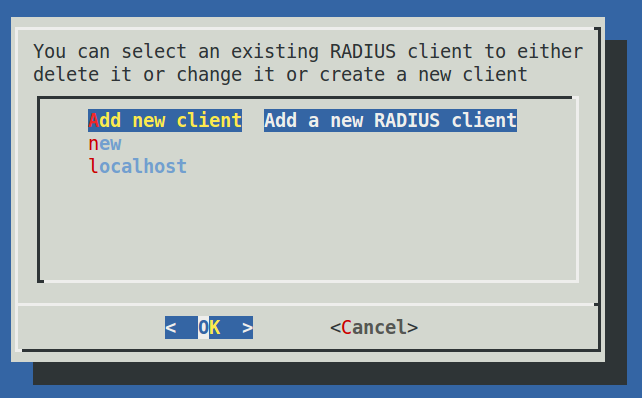 You can select an existing RADIUS client to either
delete it or change it or create a new client
Add new client  Add a new RADIUS client
new
localhost
<  OK  >  <Cancel>